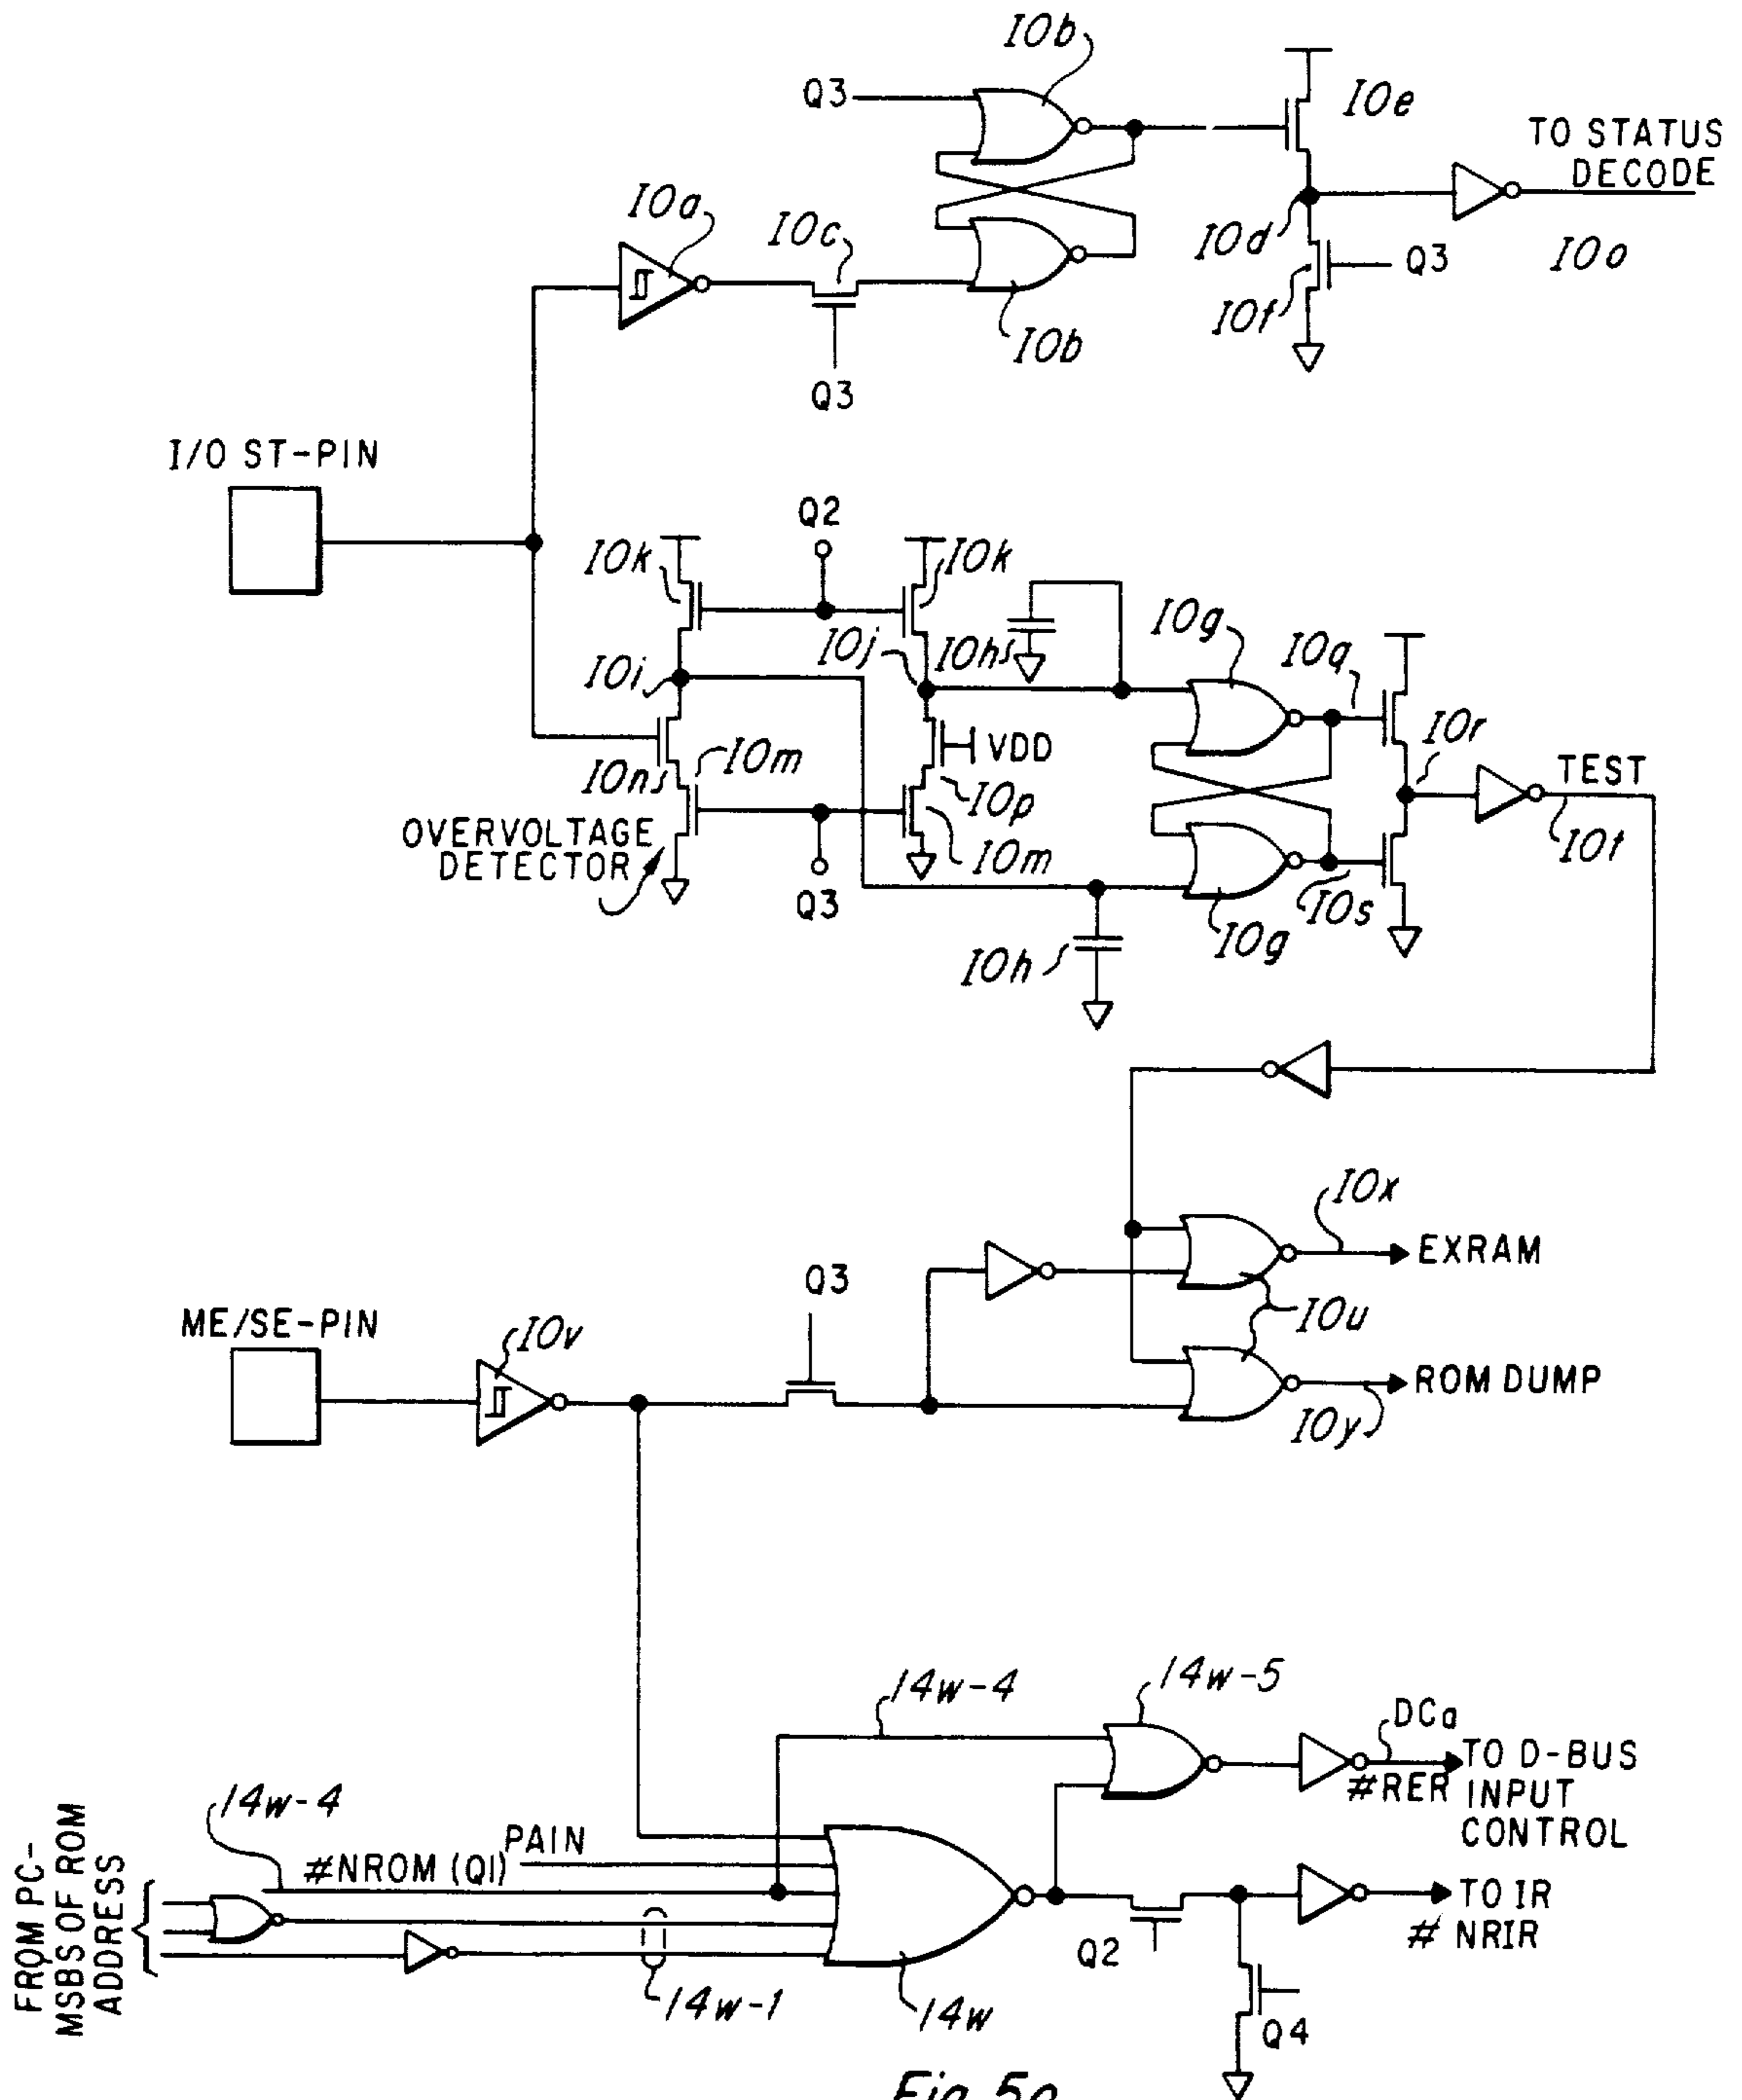 10b
Q3
10e
TO STATUS
DECODE
10a
10c
10d
Q3
10o
10f
10b
Q3
I/O ST-PIN
Q2
10k
10k
10g
10j
10h
10q
10i
10r
VDD
10m
TEST
10n
10p
OVERVOLTAGE
DETECTOR
10m
10t
Q3
10s
10g
10h
10x
EXRAM
Q3
ME/SE-PIN
10v
10u
ROM DUMP
10y
14w-4
14w-5
DCa
TO D-BUS
#RER INPUT
CONTROL
14w-4
PAIN
#NROM (Q1)
FROM PC-
MSBS OF ROM
ADDRESS
TO IR
# NRIR
Q2
14w-1
14w
Q4
Fig. 5o